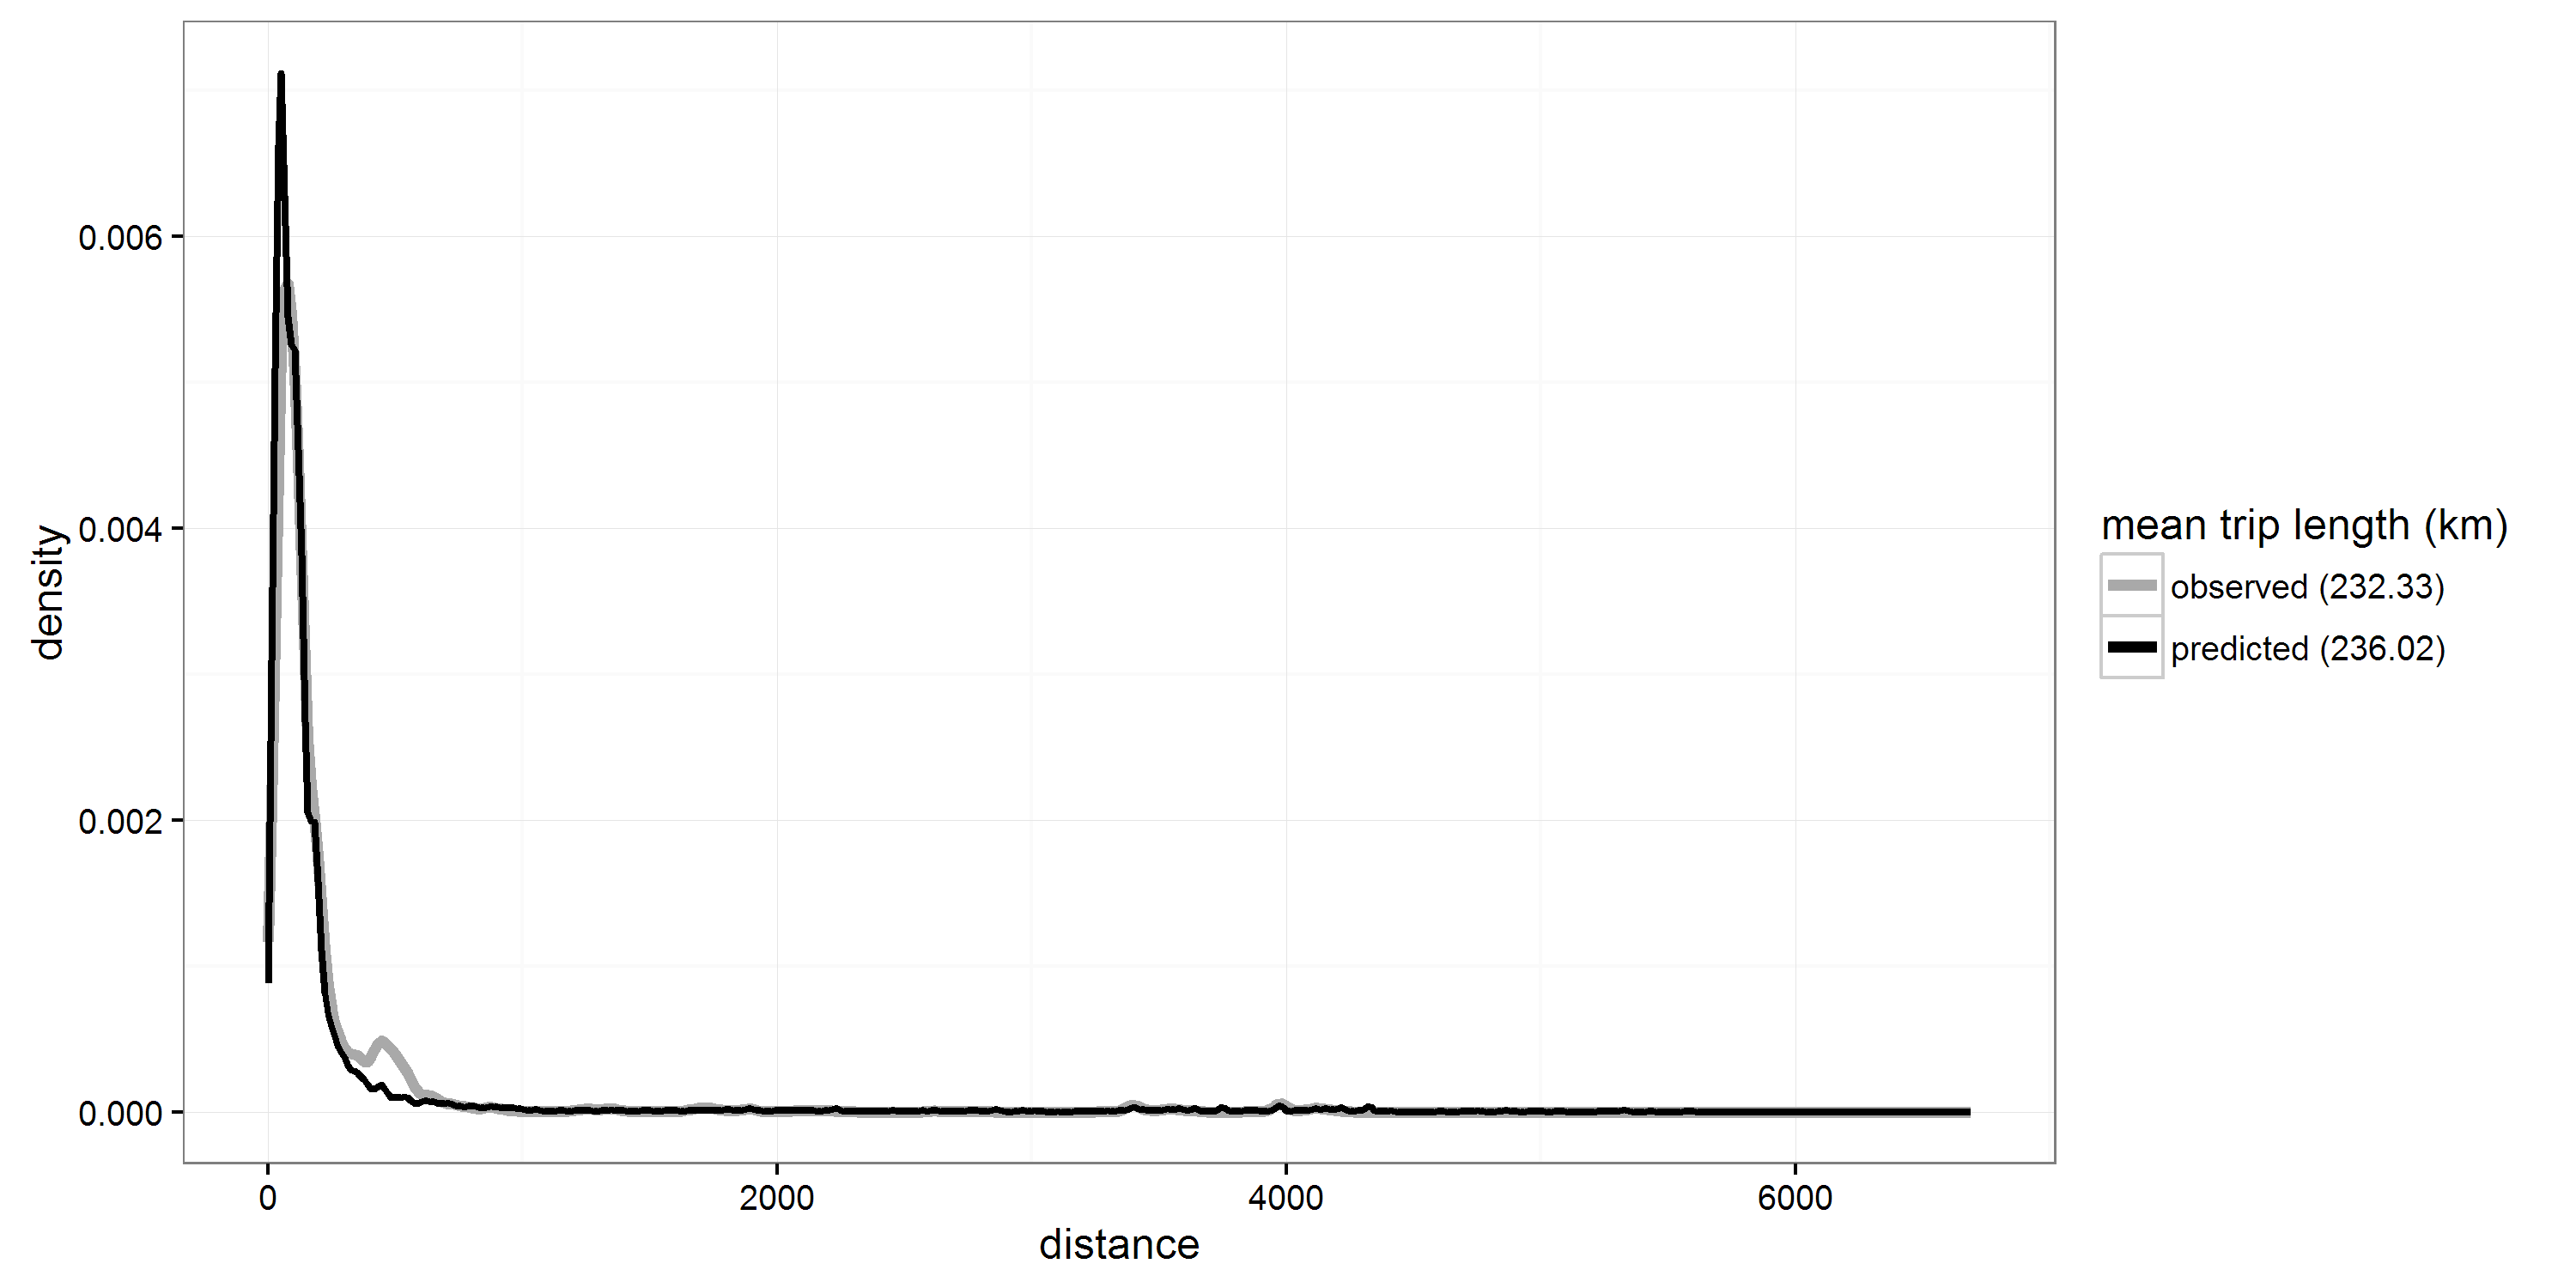 density
0.006
0.004
0.002
0.000
0 2000 4000 6000
distance
mean trip length (km)
observed (232.33)
predicted (236.02)